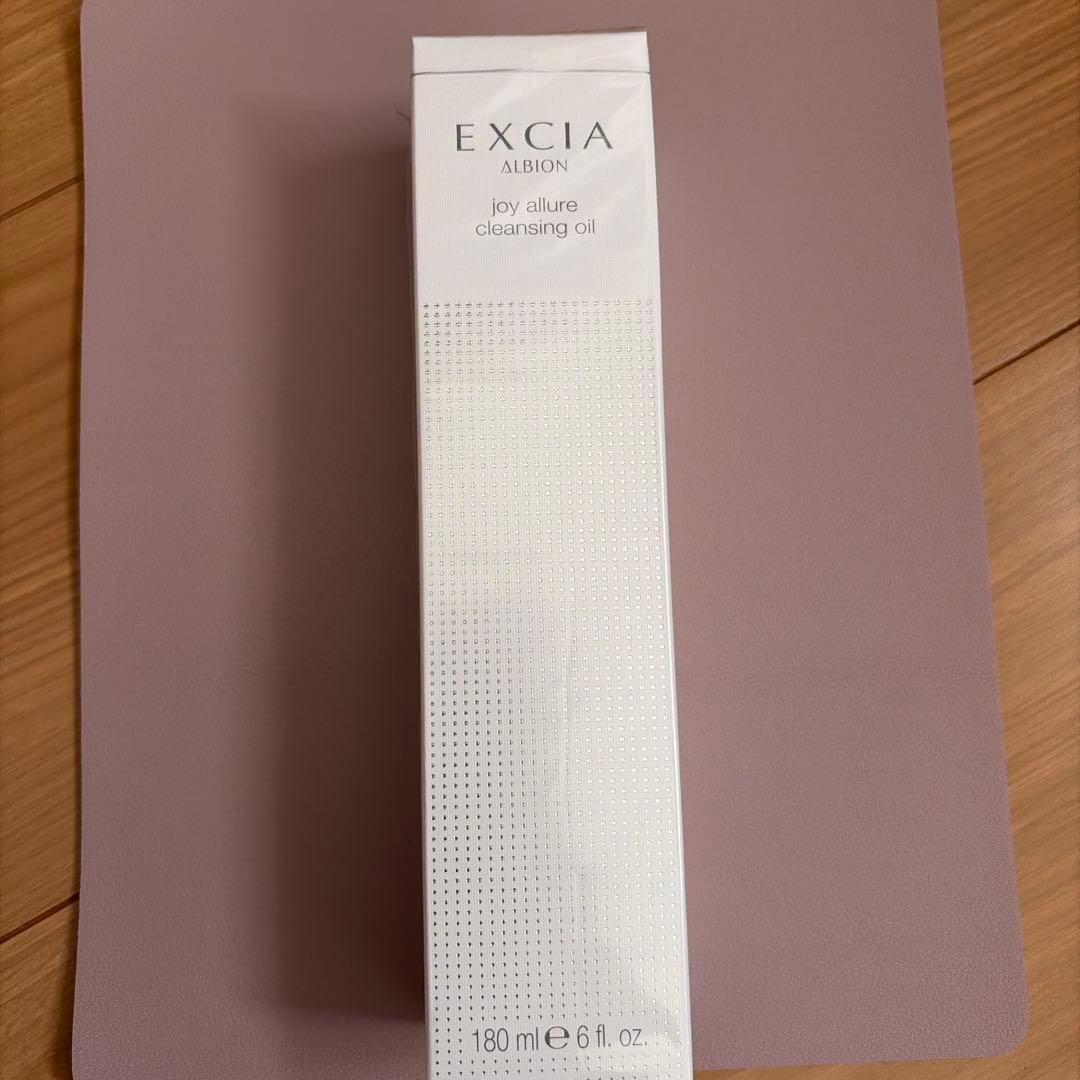 EXCIA
ALBION
joy allure
cleansing oil
180 ml ℮ 6 fl. oz.